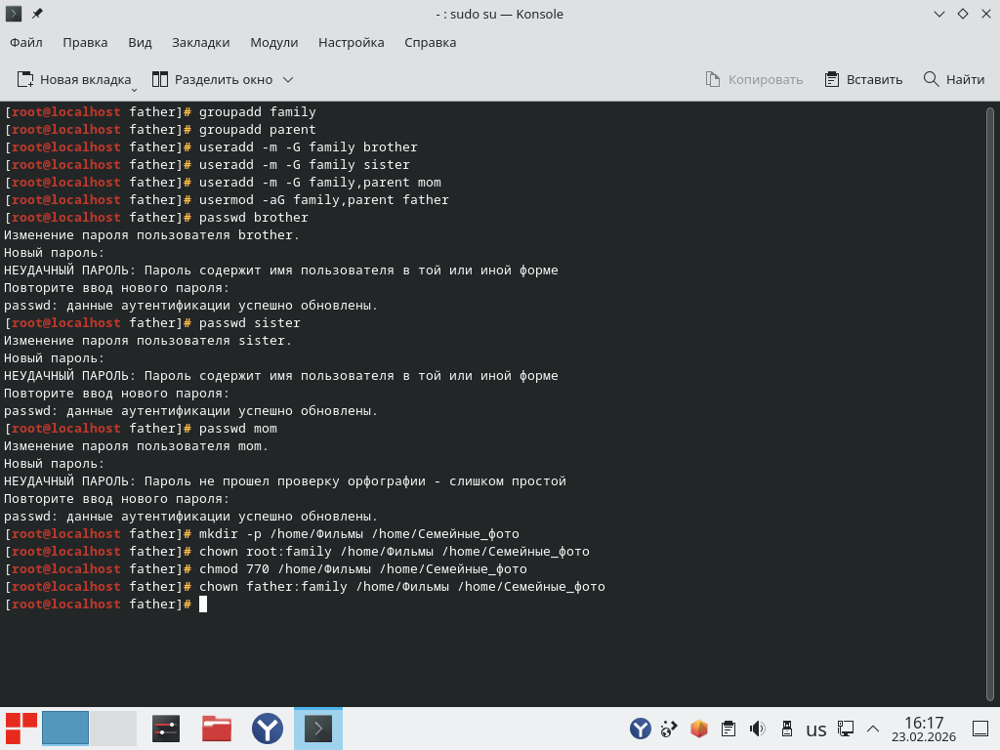 - : sudo su — Konsole
Файл Правка Вид Закладки Модули Настройка Справка
Новая вкладка Разделить окно Копировать Вставить Найти
[root@localhost father]# groupadd family
[root@localhost father]# groupadd parent
[root@localhost father]# useradd -m -G family brother
[root@localhost father]# useradd -m -G family sister
[root@localhost father]# useradd -m -G family,parent mom
[root@localhost father]# usermod -aG family,parent father
[root@localhost father]# passwd brother
Изменение пароля пользователя brother.
Новый пароль:
НЕУДАЧНЫЙ ПАРОЛЬ: Пароль содержит имя пользователя в той или иной форме
Повторите ввод нового пароля:
passwd: данные аутентификации успешно обновлены.
[root@localhost father]# passwd sister
Изменение пароля пользователя sister.
Новый пароль:
НЕУДАЧНЫЙ ПАРОЛЬ: Пароль содержит имя пользователя в той или иной форме
Повторите ввод нового пароля:
passwd: данные аутентификации успешно обновлены.
[root@localhost father]# passwd mom
Изменение пароля пользователя mom.
Новый пароль:
НЕУДАЧНЫЙ ПАРОЛЬ: Пароль не прошел проверку орфографии - слишком простой
Повторите ввод нового пароля:
passwd: данные аутентификации успешно обновлены.
[root@localhost father]# mkdir -p /home/Фильмы /home/Семейные_фото
[root@localhost father]# chown root:family /home/Фильмы /home/Семейные_фото
[root@localhost father]# chmod 770 /home/Фильмы /home/Семейные_фото
[root@localhost father]# chown father:family /home/Фильмы /home/Семейные_фото
[root@localhost father]#
us 16:17
23.02.2026